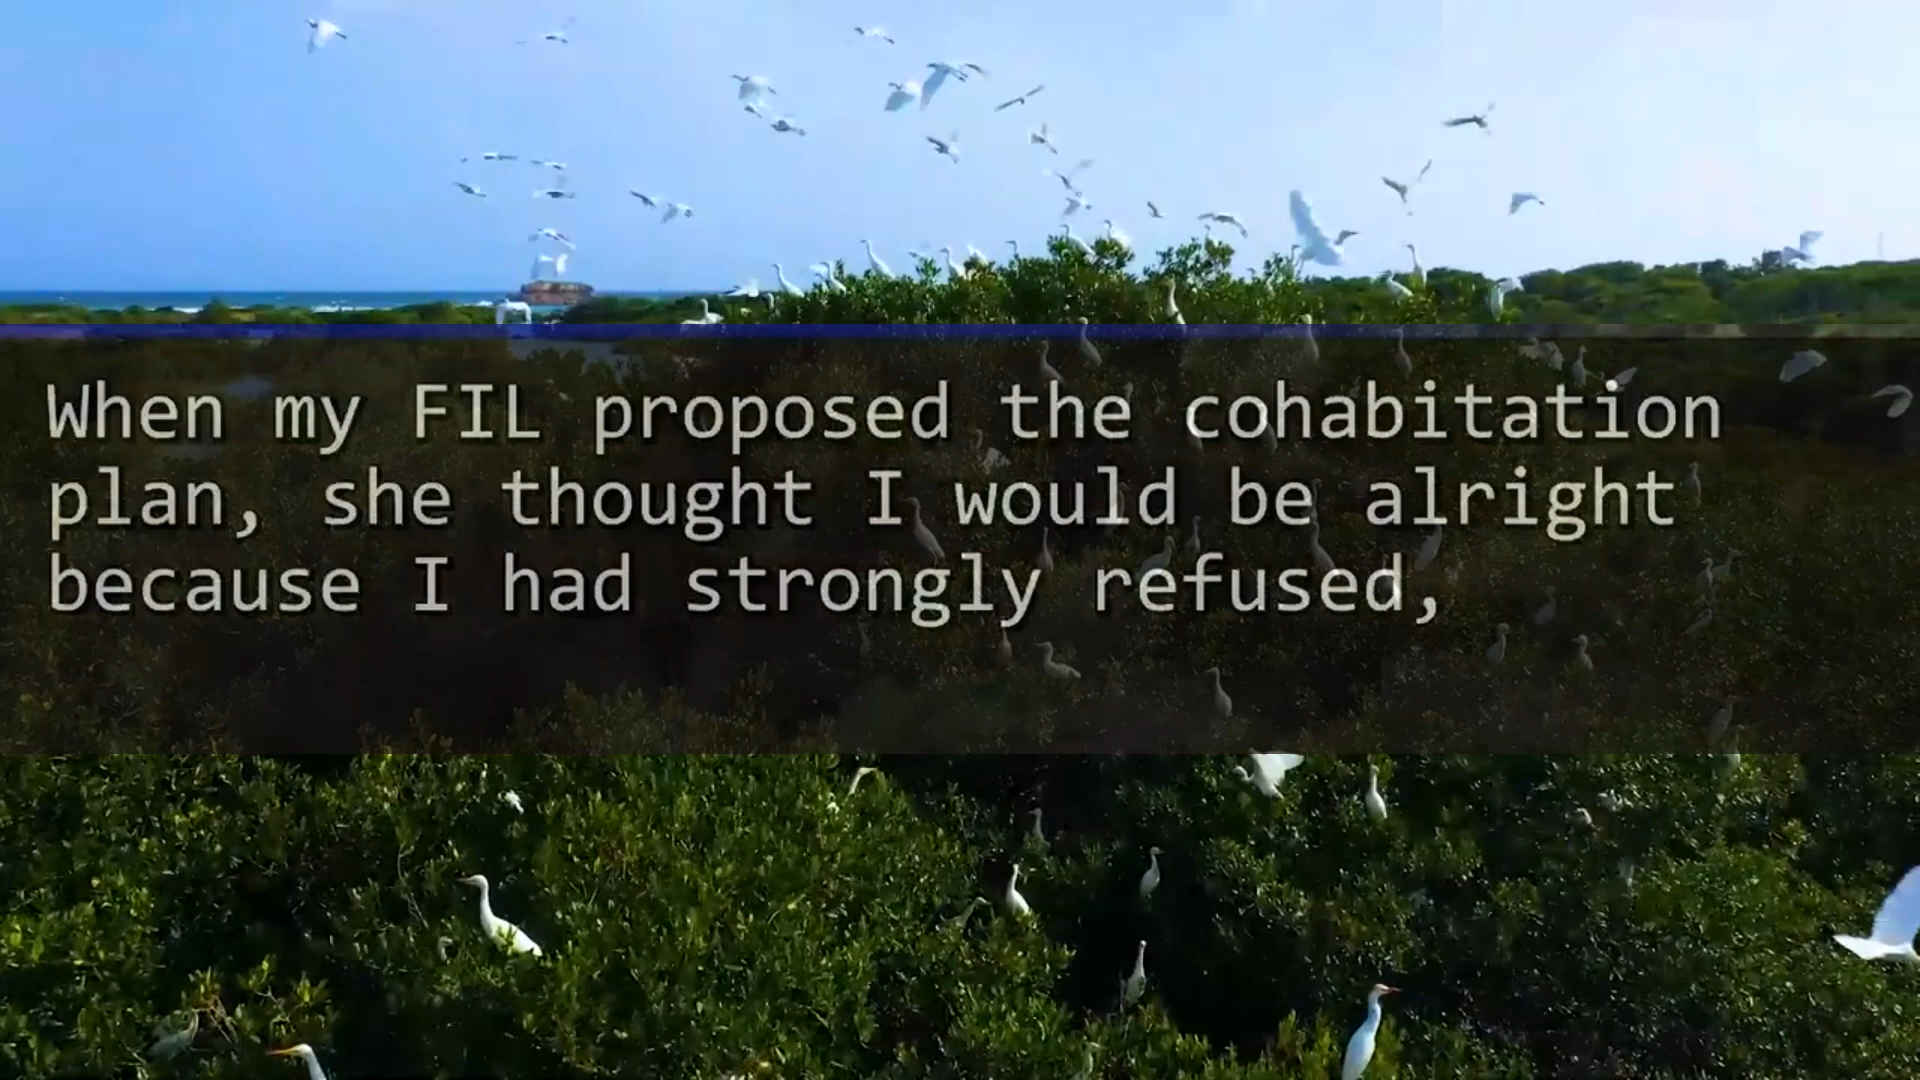 When my FIL proposed the cohabitation
plan, she thought I would be alright
because I had strongly refused,